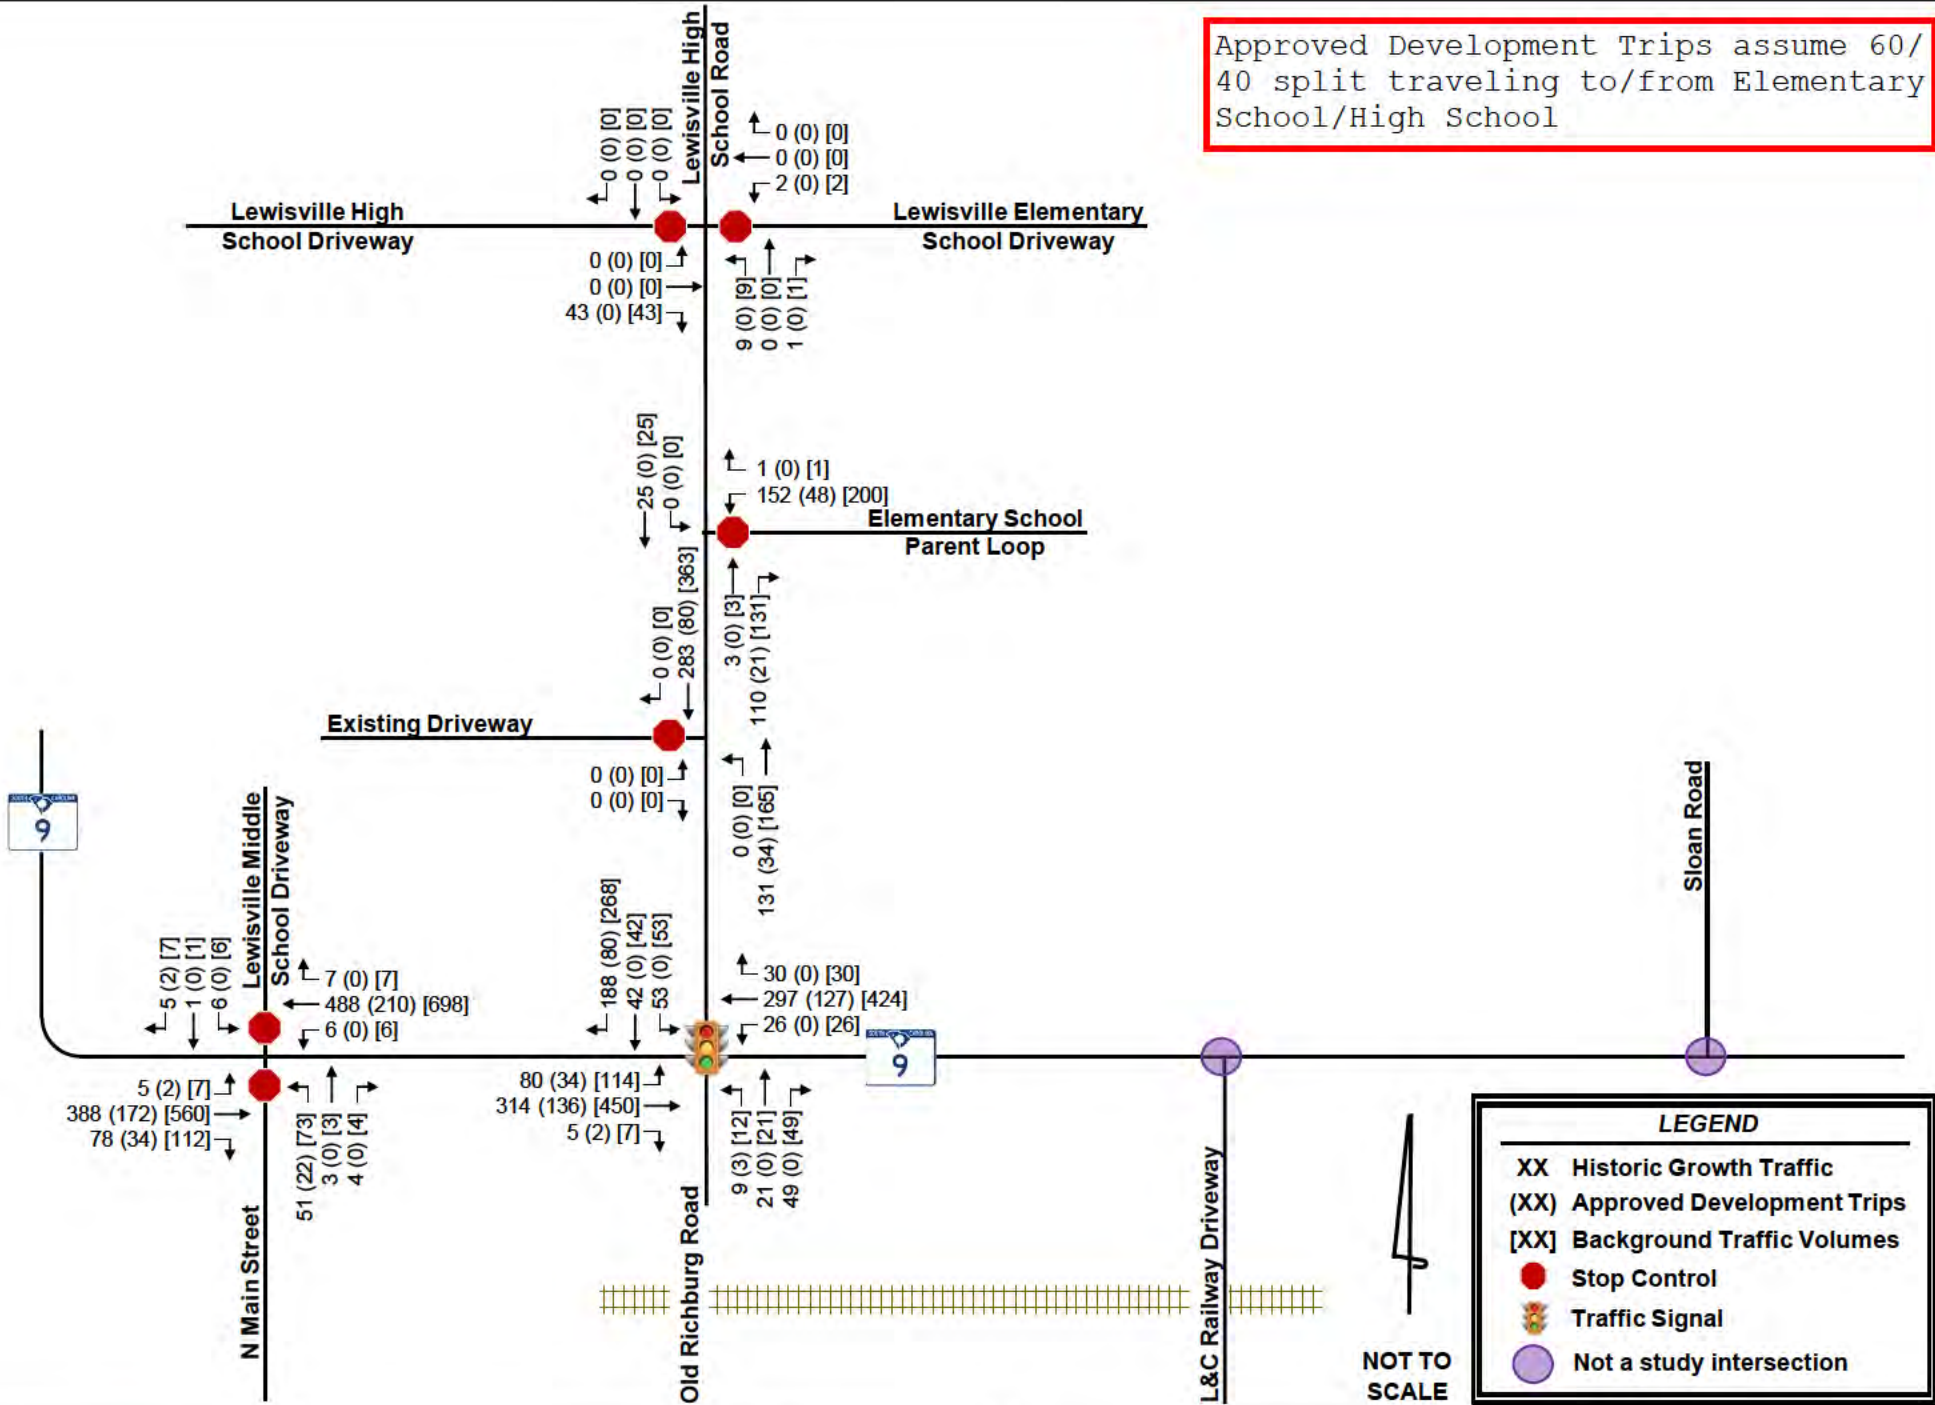 Approved Development Trips assume 60/
40 split traveling to/from Elementary
School/High School
Lewisville High
School Road
0 (0) [0]
0 (0) [0]
0 (0) [0]
0 (0) [0]
0 (0) [0]
2 (0) [2]
Lewisville High
School Driveway
Lewisville Elementary
School Driveway
0 (0) [0]
0 (0) [0]
43 (0) [43]
9 (0) [9]
0 (0) [0]
1 (0) [1]
25 (0) [25]
0 (0) [0]
1 (0) [1]
152 (48) [200]
Elementary School
Parent Loop
3 (0) [3]
110 (21) [131]
0 (0) [0]
283 (80) [363]
Existing Driveway
0 (0) [0]
0 (0) [0]
0 (0) [0]
131 (34) [165]
9
Lewisville Middle
School Driveway
5 (2) [7]
1 (0) [1]
6 (0) [6]
7 (0) [7]
488 (210) [698]
6 (0) [6]
5 (2) [7]
388 (172) [560]
78 (34) [112]
51 (22) [73]
3 (0) [3]
4 (0) [4]
N Main Street
188 (80) [268]
42 (0) [42]
53 (0) [53]
30 (0) [30]
297 (127) [424]
26 (0) [26]
80 (34) [114]
314 (136) [450]
5 (2) [7]
9 (3) [12]
21 (0) [21]
49 (0) [49]
Old Richburg Road
9
L&C Railway Driveway
Sloan Road
NOT TO
SCALE
LEGEND
XX Historic Growth Traffic
(XX) Approved Development Trips
[XX] Background Traffic Volumes
Stop Control
Traffic Signal
Not a study intersection